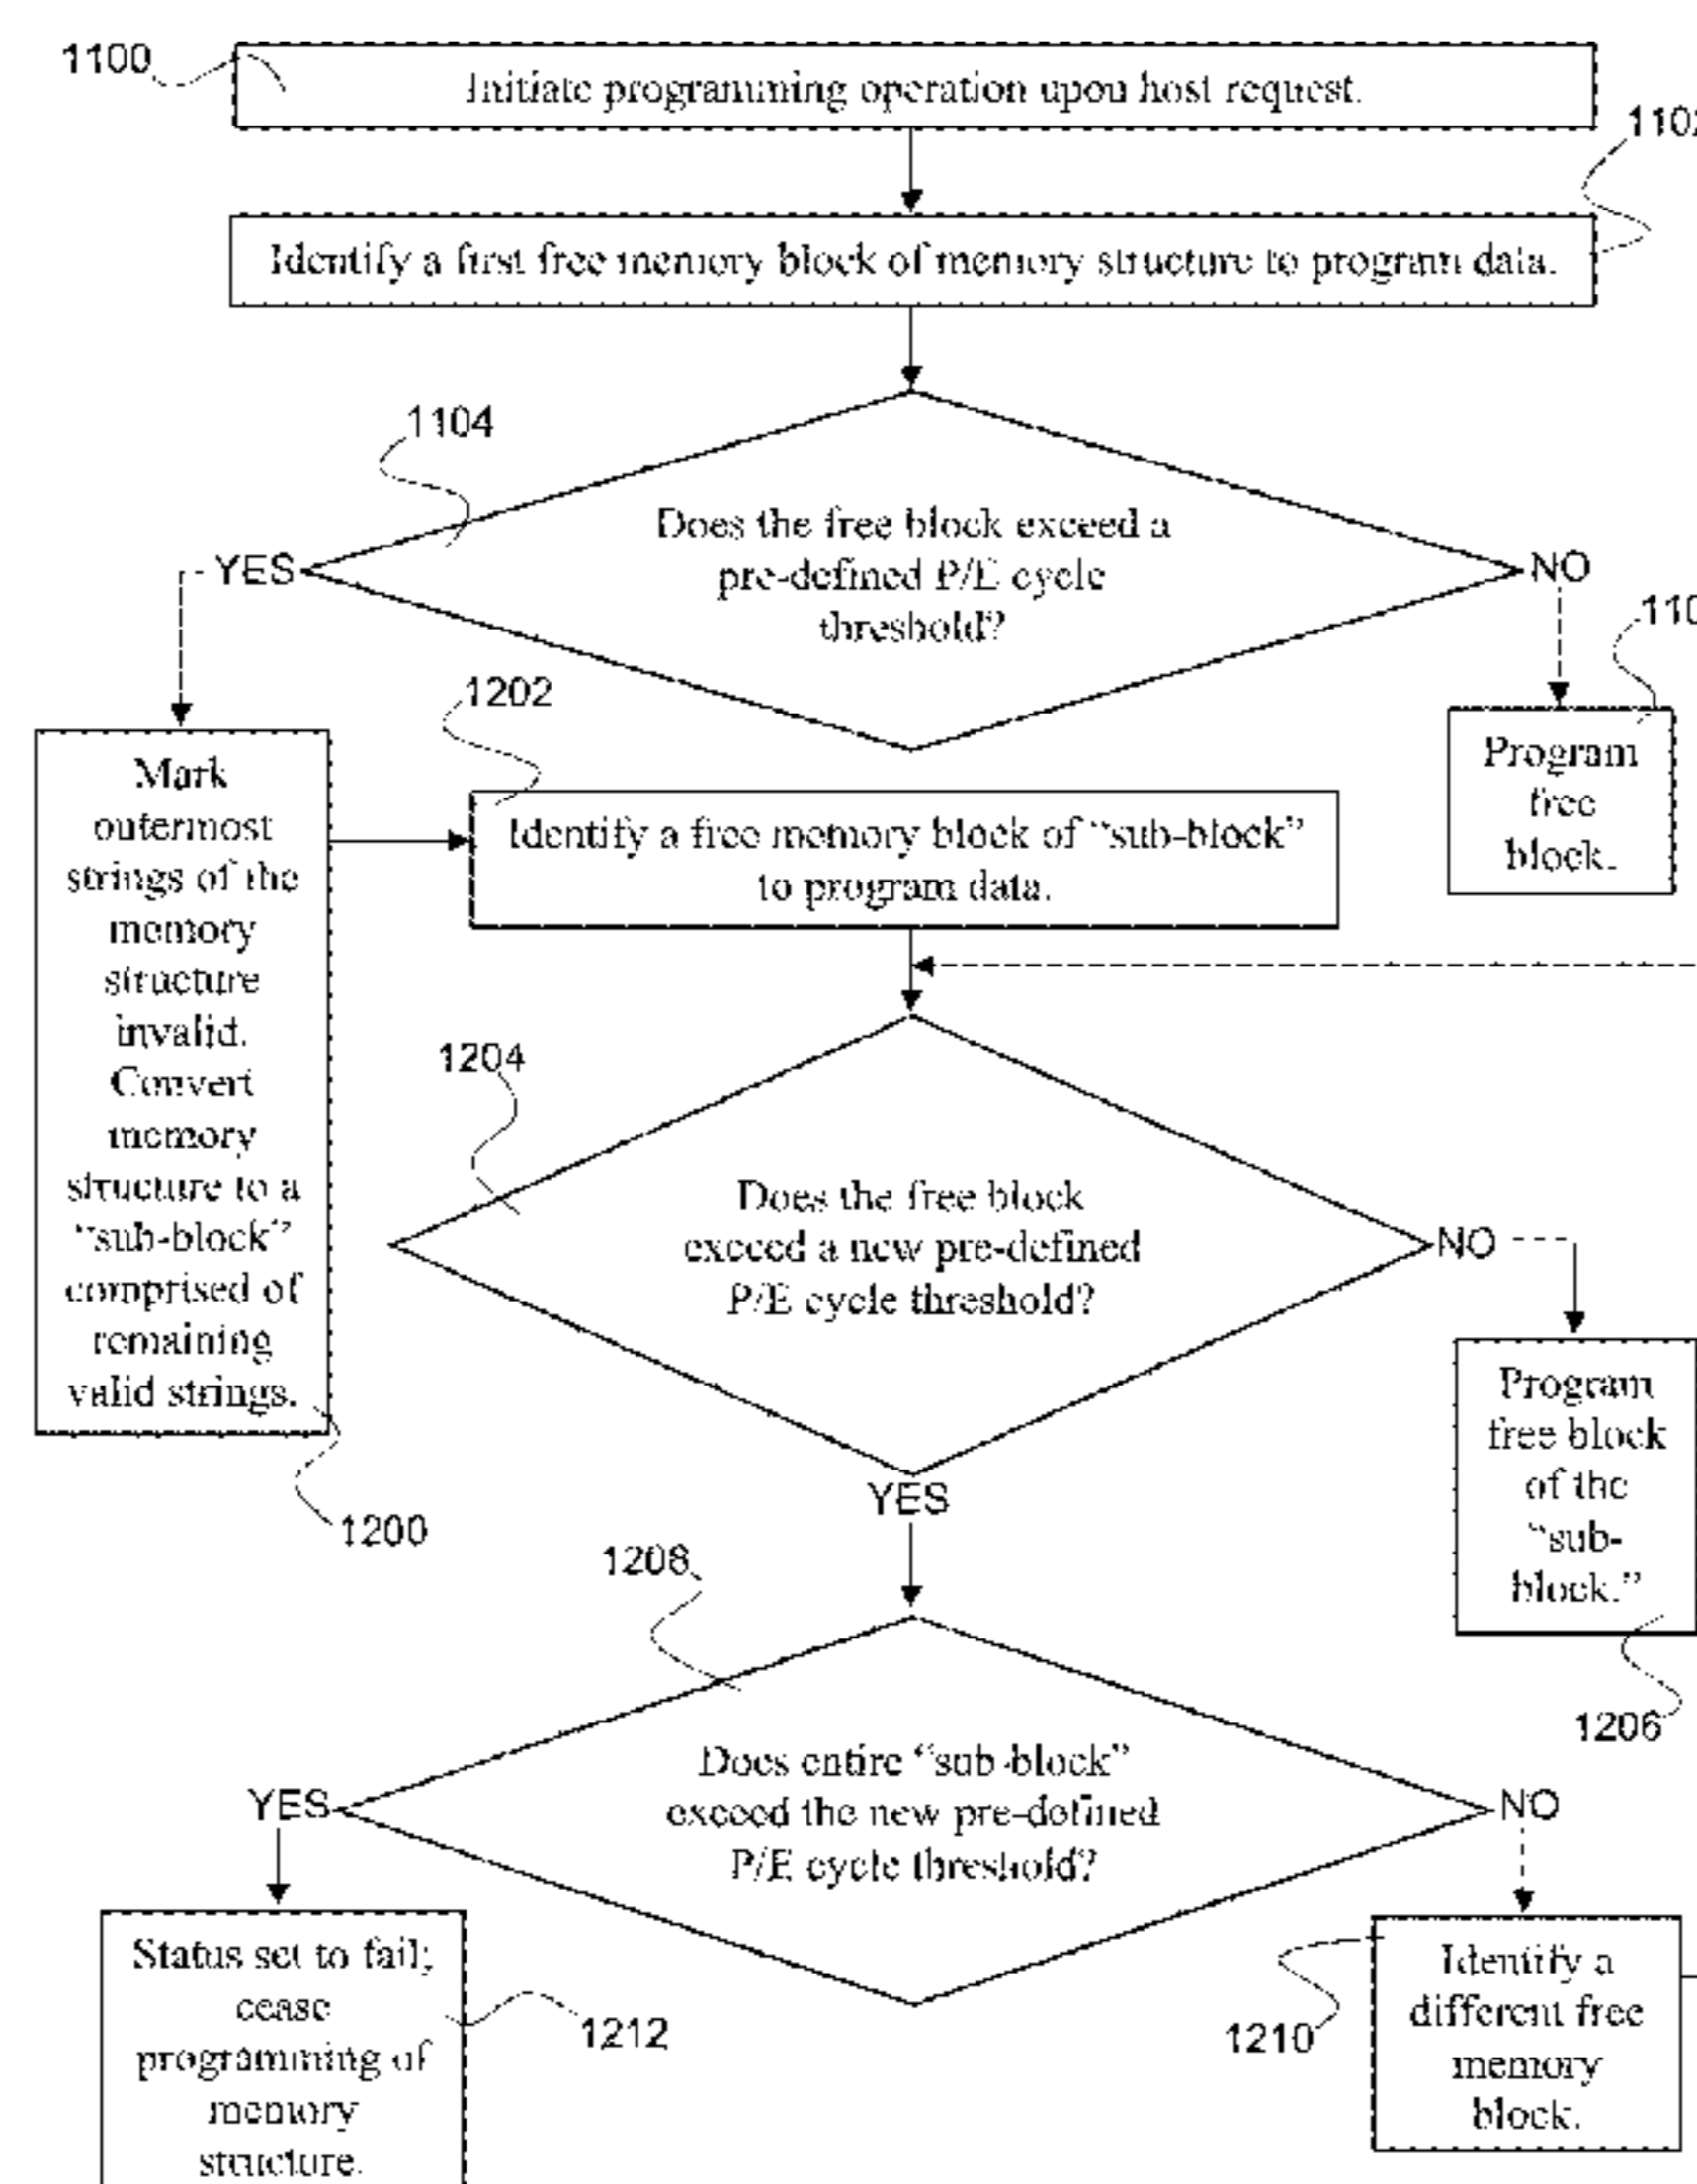 1100
Initiate programming operation upon host request.
Identify a first free memory block of memory structure to program data.
1104
Does the free block exceed a
pre-defined P/E cycle
threshold?
YES
NO
Program
free
block.
Mark
outermost
strings of the
memory
structure
invalid.
Convert
memory
structure to a
“sub-block”
comprised of
remaining
valid strings.
1200
1202
Identify a free memory block of “sub-block”
to program data.
1204
Does the free block
exceed a new pre-defined
P/E cycle threshold?
NO
Program
free block
of the
“sub-
block.”
1206
YES
1208
Does entire “sub-block”
exceed the new pre-defined
P/E cycle threshold?
YES
NO
Status set to fail;
cease
programming of
memory
structure.
1212
1210
Identify a
different free
memory
block.